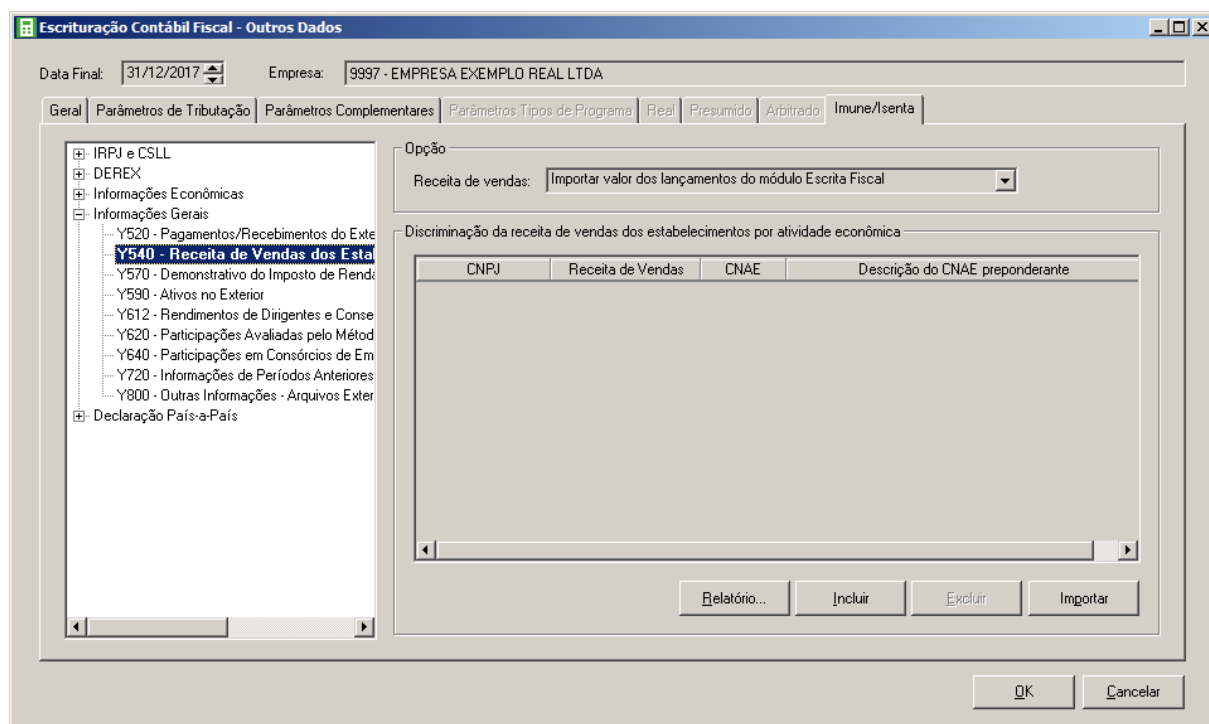 Escrituração Contábil Fiscal - Outros Dados
Data Final: 31/12/2017 Empresa: 9997 - EMPRESA EXEMPLO REAL LTDA
Geral Parâmetros de Tributação Parâmetros Complementares Parâmetros Tipos de Programa Real Presumido Arbitrado Imune/Isenta
IRPJ e CSLL
DEREX
Informações Econômicas
Informações Gerais
Y520 - Pagamentos/Recebimentos do Exte
Y540 - Receita de Vendas dos Estal
Y570 - Demonstrativo do Imposto de Renda
Y590 - Ativos no Exterior
Y612 - Rendimentos de Dirigentes e Conse
Y620 - Participações Avaliadas pelo Métod
Y640 - Participações em Consórcios de Em
Y720 - Informações de Períodos Anteriores
Y800 - Outras Informações - Arquivos Exter
Declaração País-a-País
Opção
Receita de vendas: Importar valor dos lançamentos do módulo Escrita Fiscal
Discriminação da receita de vendas dos estabelecimentos por atividade econômica
CNPJ Receita de Vendas CNAE Descrição do CNAE preponderante
Relatório... Incluir Excluir Importar
OK Cancelar